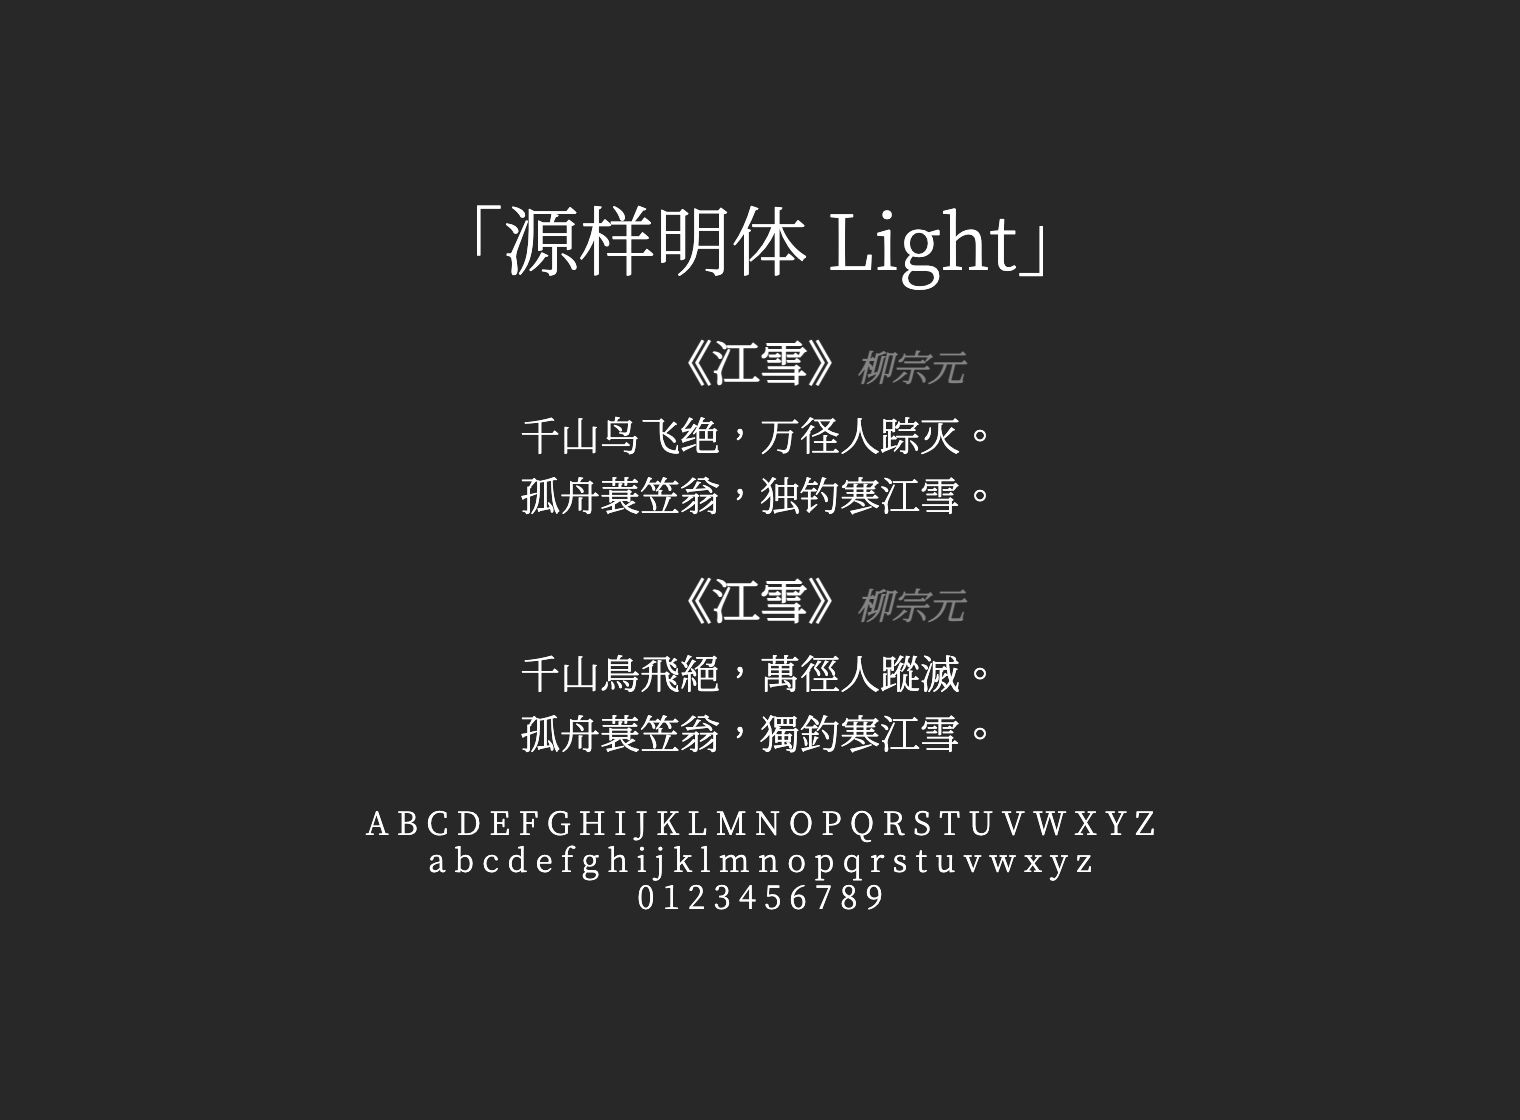 「源样明体 Light」
《江雪》 柳宗元
千山鸟飞绝，万径人踪灭。
孤舟蓑笠翁，独钓寒江雪。
《江雪》 柳宗元
千山鳥飛絕，萬徑人蹤滅。
孤舟蓑笠翁，獨釣寒江雪。
A B C D E F G H I J K L M N O P Q R S T U V W X Y Z
a b c d e f g h i j k l m n o p q r s t u v w x y z
0 1 2 3 4 5 6 7 8 9